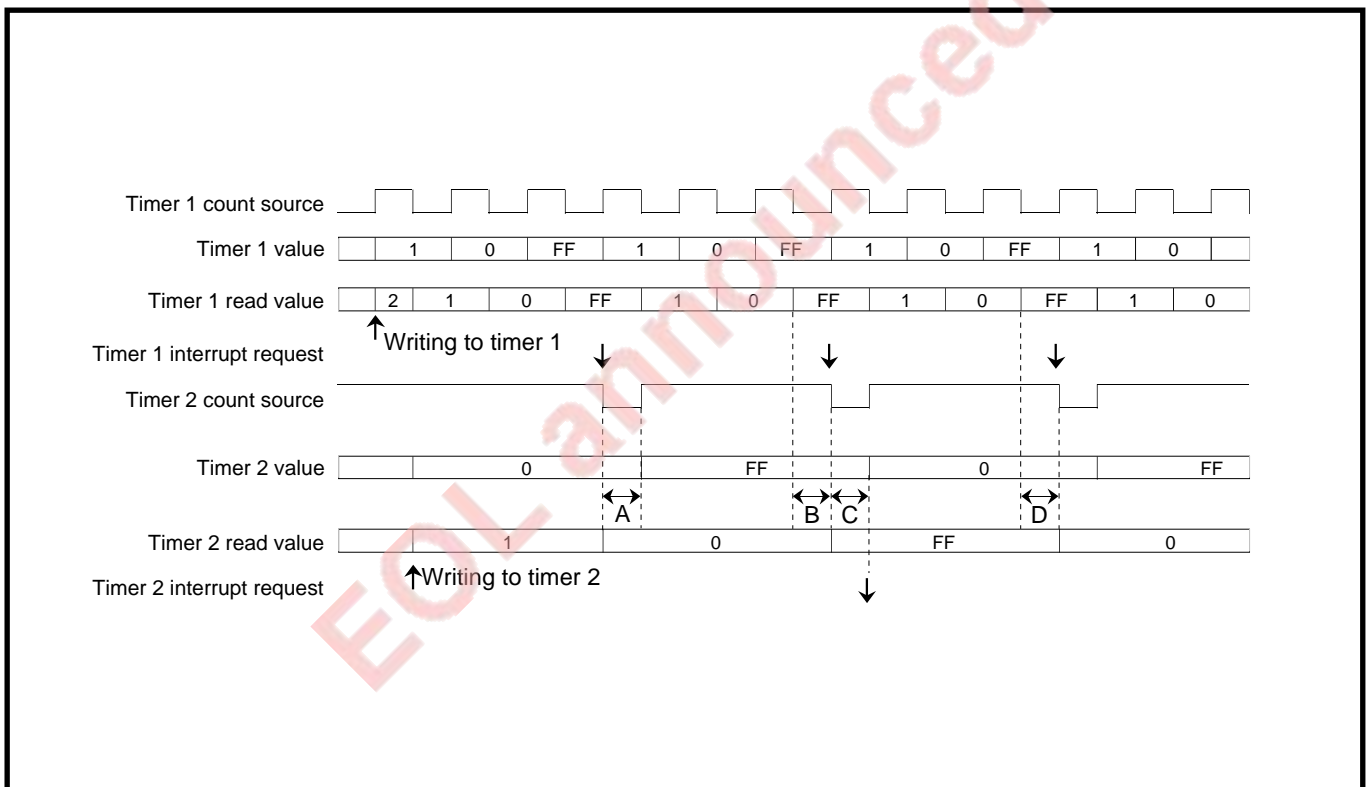 EOL announced
Timer 1 count source
Timer 1 value 1 0 FF 1 0 FF 1 0 FF 1 0
Timer 1 read value 2 1 0 FF 1 0 FF 1 0 FF 1 0
Writing to timer 1
Timer 1 interrupt request
Timer 2 count source
Timer 2 value 0 FF 0 FF
A B C D
Timer 2 read value 1 0 FF 0
Writing to timer 2
Timer 2 interrupt request